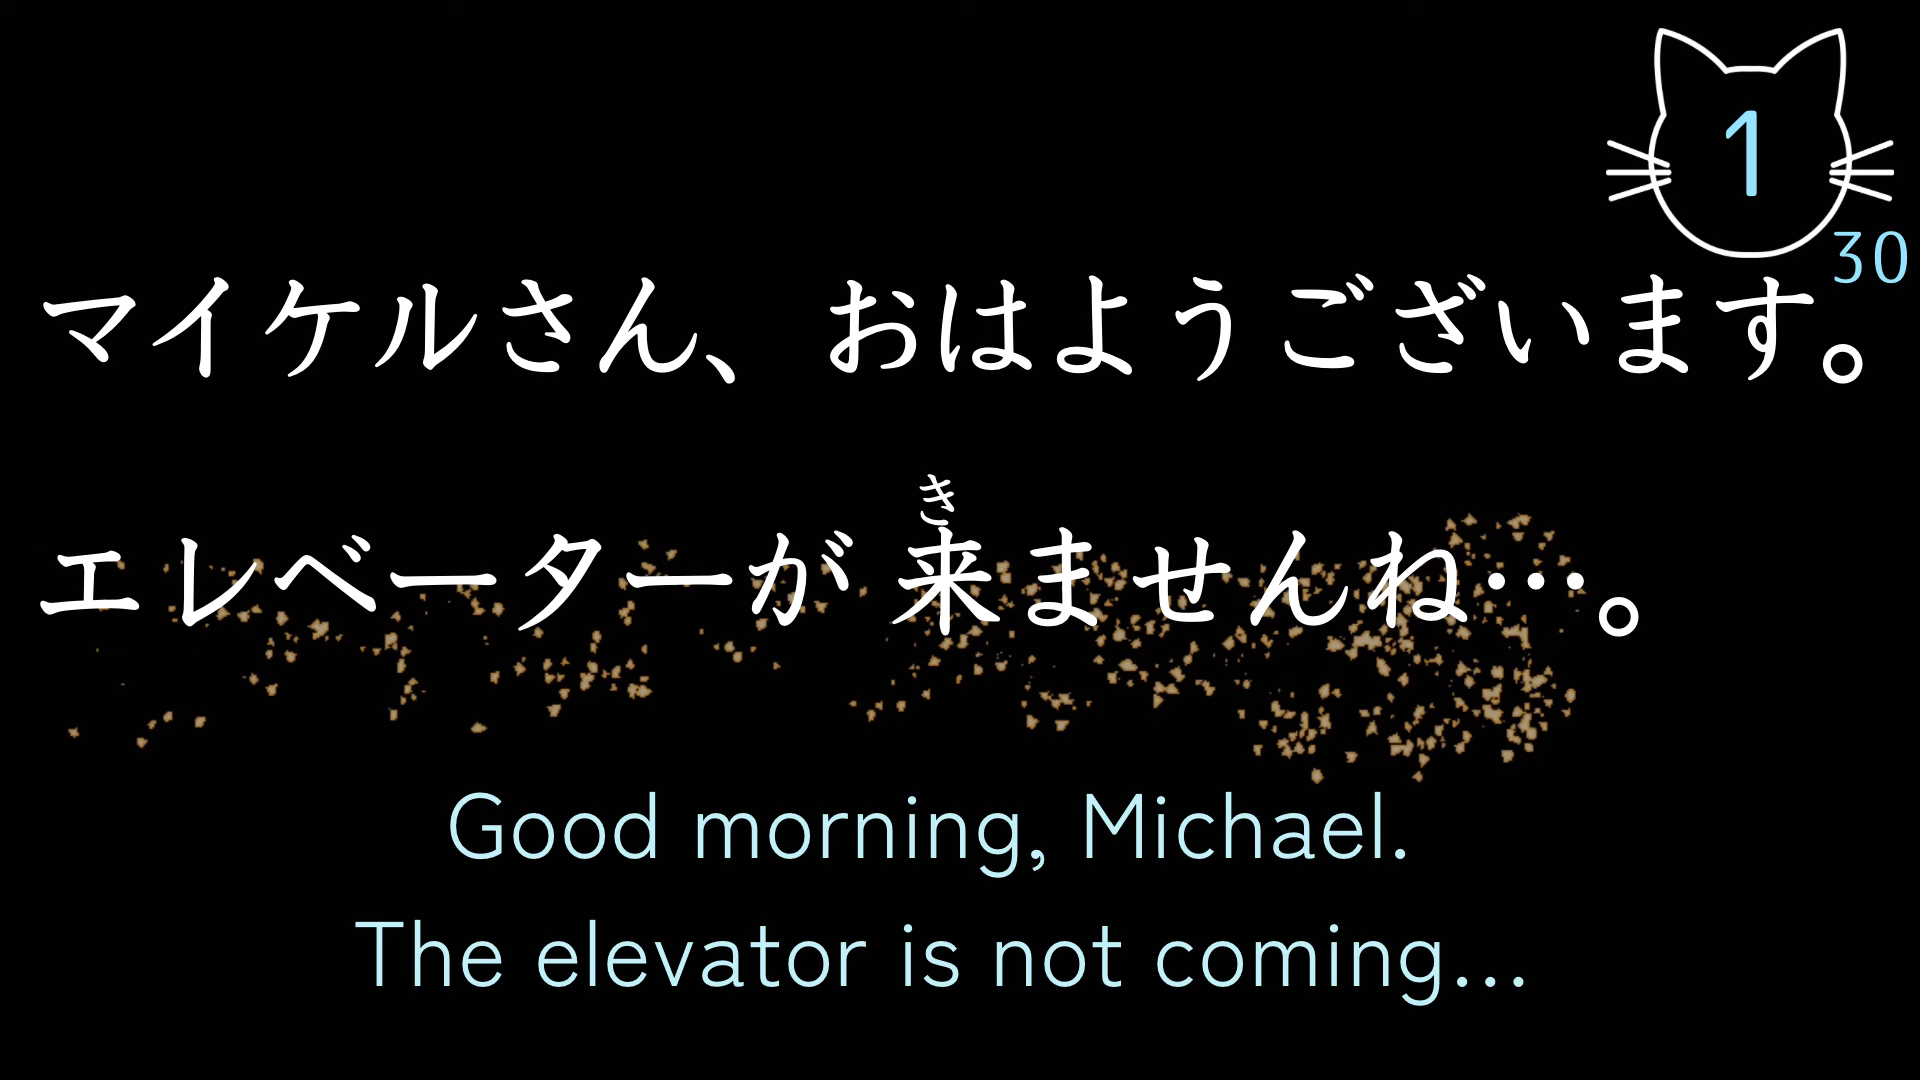 1
30
マイケルさん、おはようございます。
き
エレベーターが 来ませんね…。
Good morning, Michael.
The elevator is not coming...